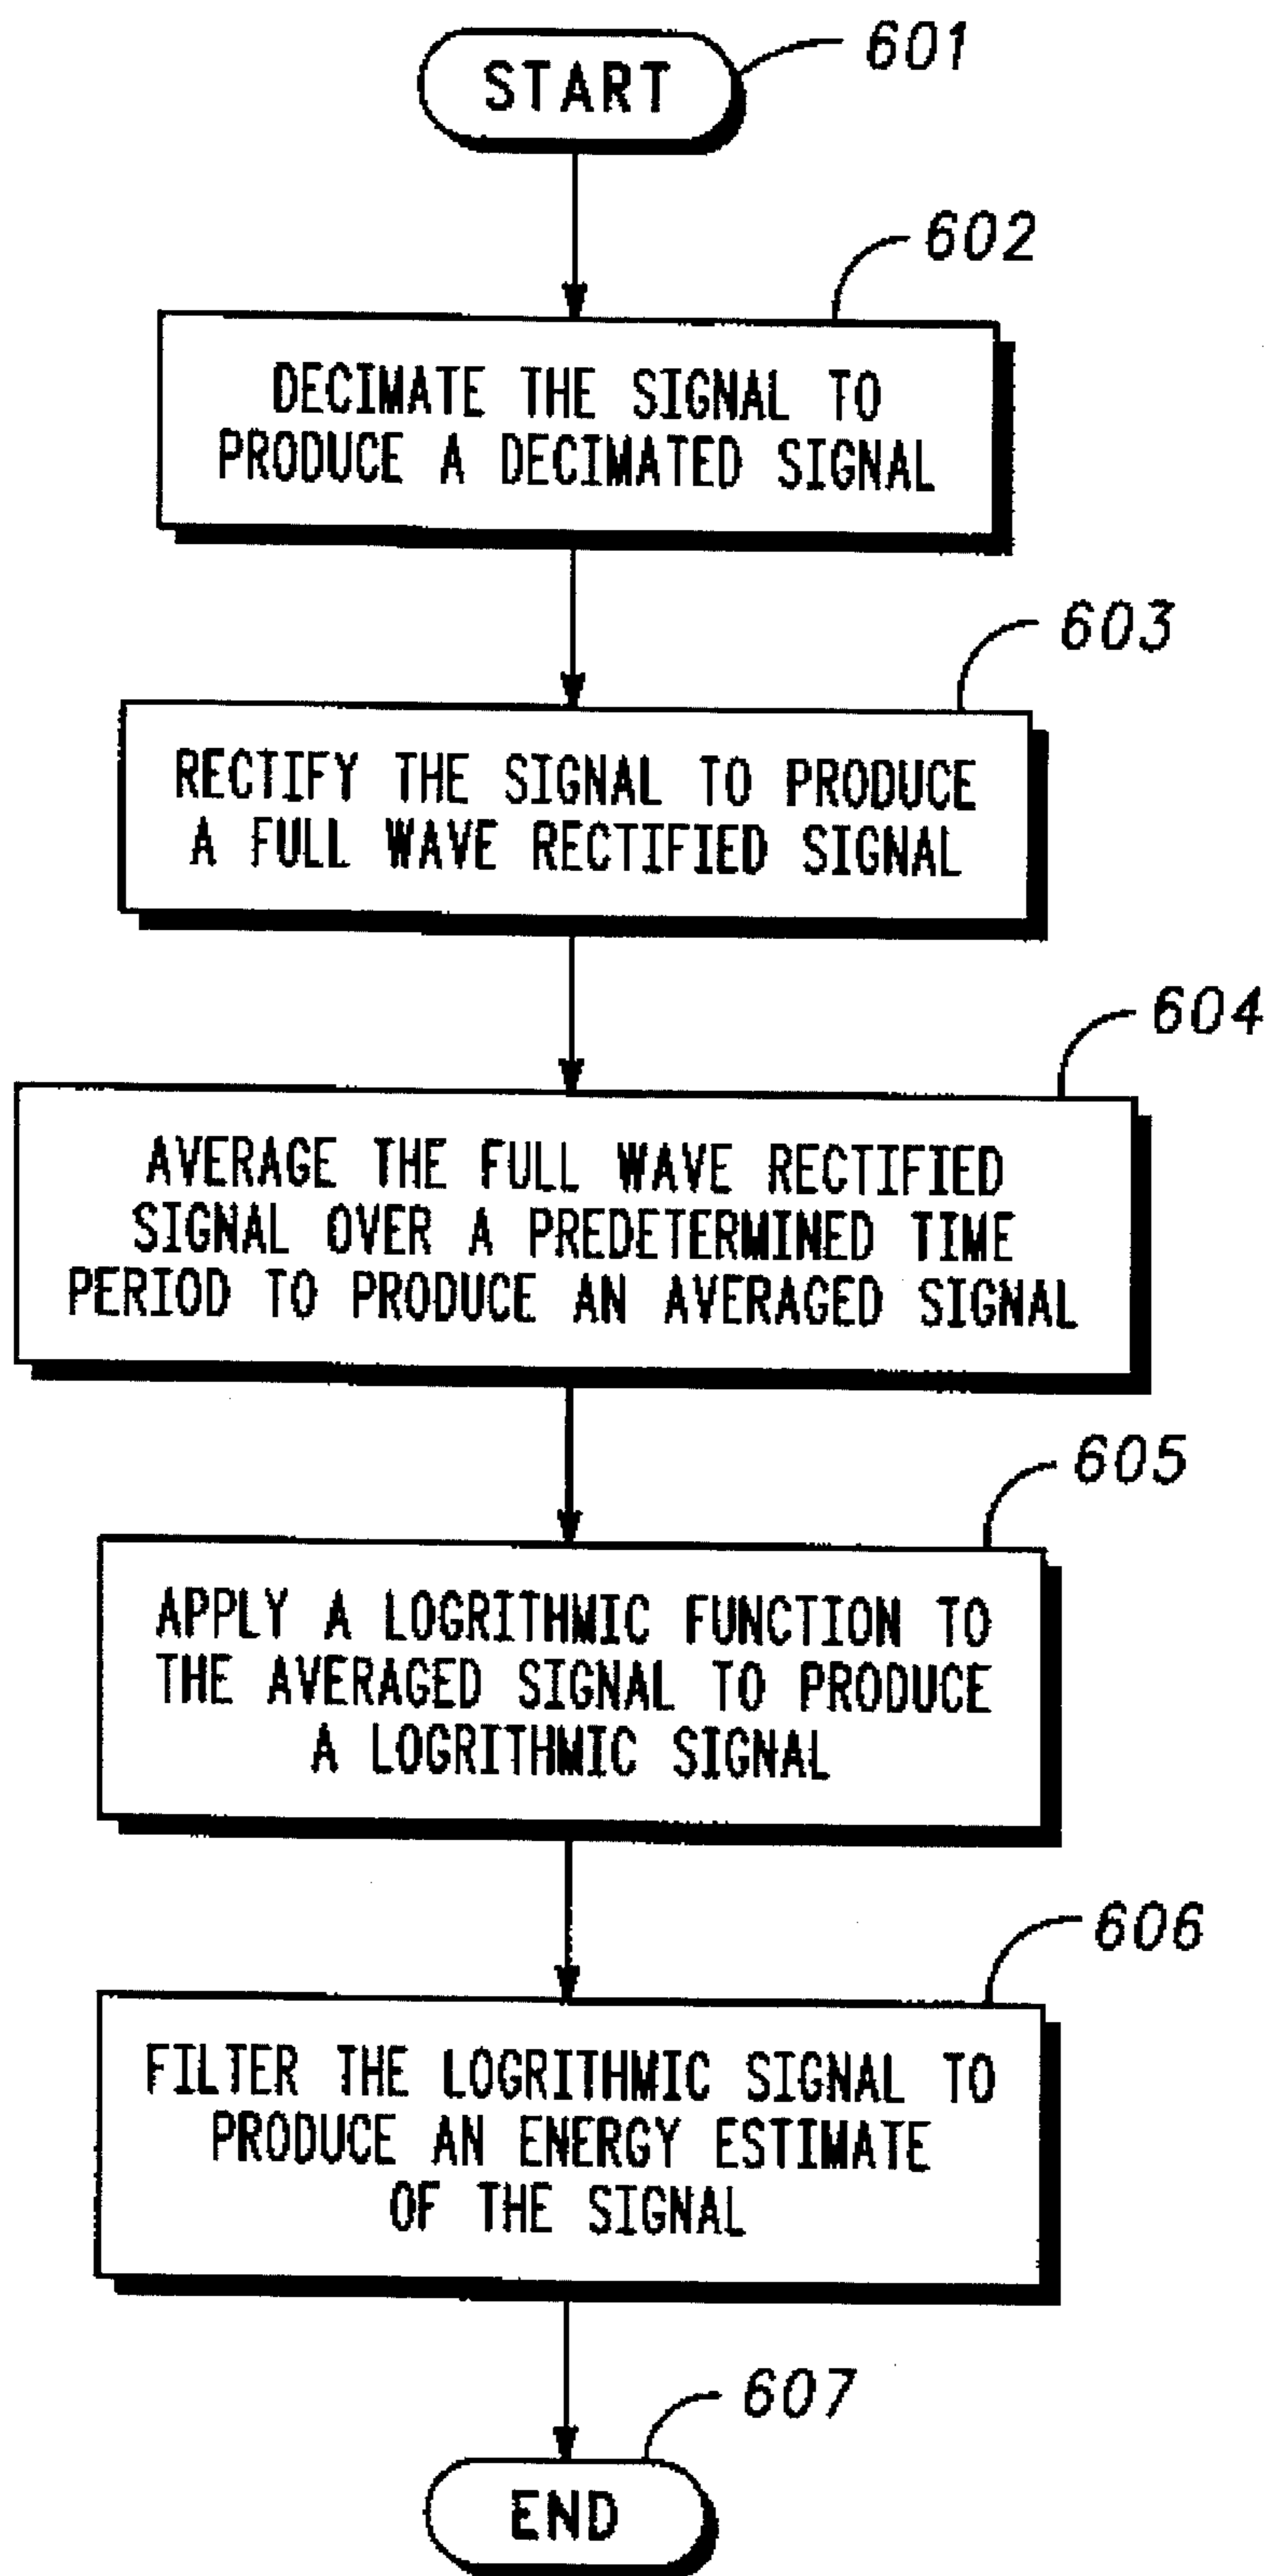 START
601
602
DECIMATE THE SIGNAL TO
PRODUCE A DECIMATED SIGNAL
603
RECTIFY THE SIGNAL TO PRODUCE
A FULL WAVE RECTIFIED SIGNAL
604
AVERAGE THE FULL WAVE RECTIFIED
SIGNAL OVER A PREDETERMINED TIME
PERIOD TO PRODUCE AN AVERAGED SIGNAL
605
APPLY A LOGRITHMIC FUNCTION TO
THE AVERAGED SIGNAL TO PRODUCE
A LOGRITHMIC SIGNAL
606
FILTER THE LOGRITHMIC SIGNAL TO
PRODUCE AN ENERGY ESTIMATE
OF THE SIGNAL
607
END